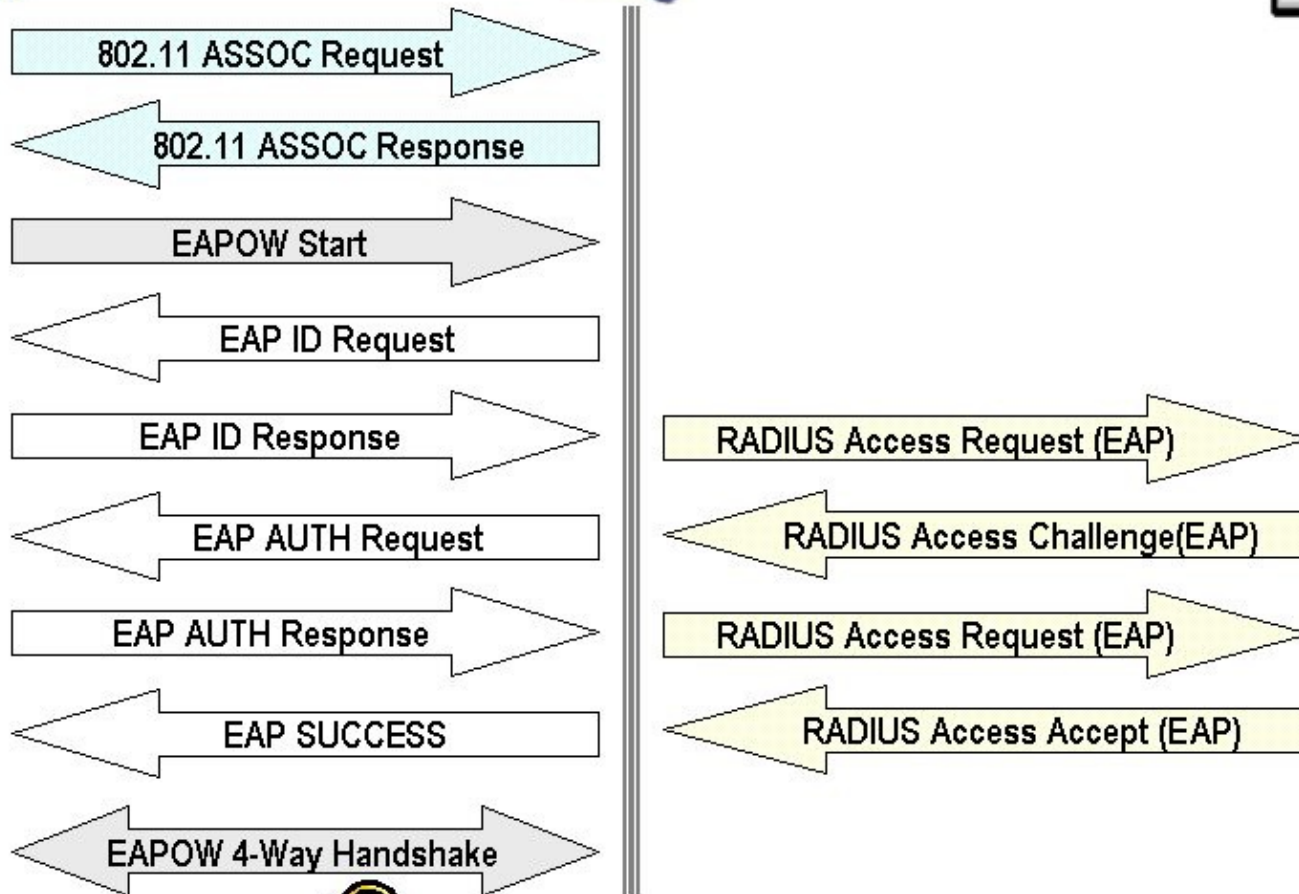 802.11 ASSOC Request
802.11 ASSOC Response
EAPOW Start
EAP ID Request
EAP ID Response
RADIUS Access Request (EAP)
EAP AUTH Request
RADIUS Access Challenge(EAP)
EAP AUTH Response
RADIUS Access Request (EAP)
EAP SUCCESS
RADIUS Access Accept (EAP)
EAPOW 4-Way Handshake